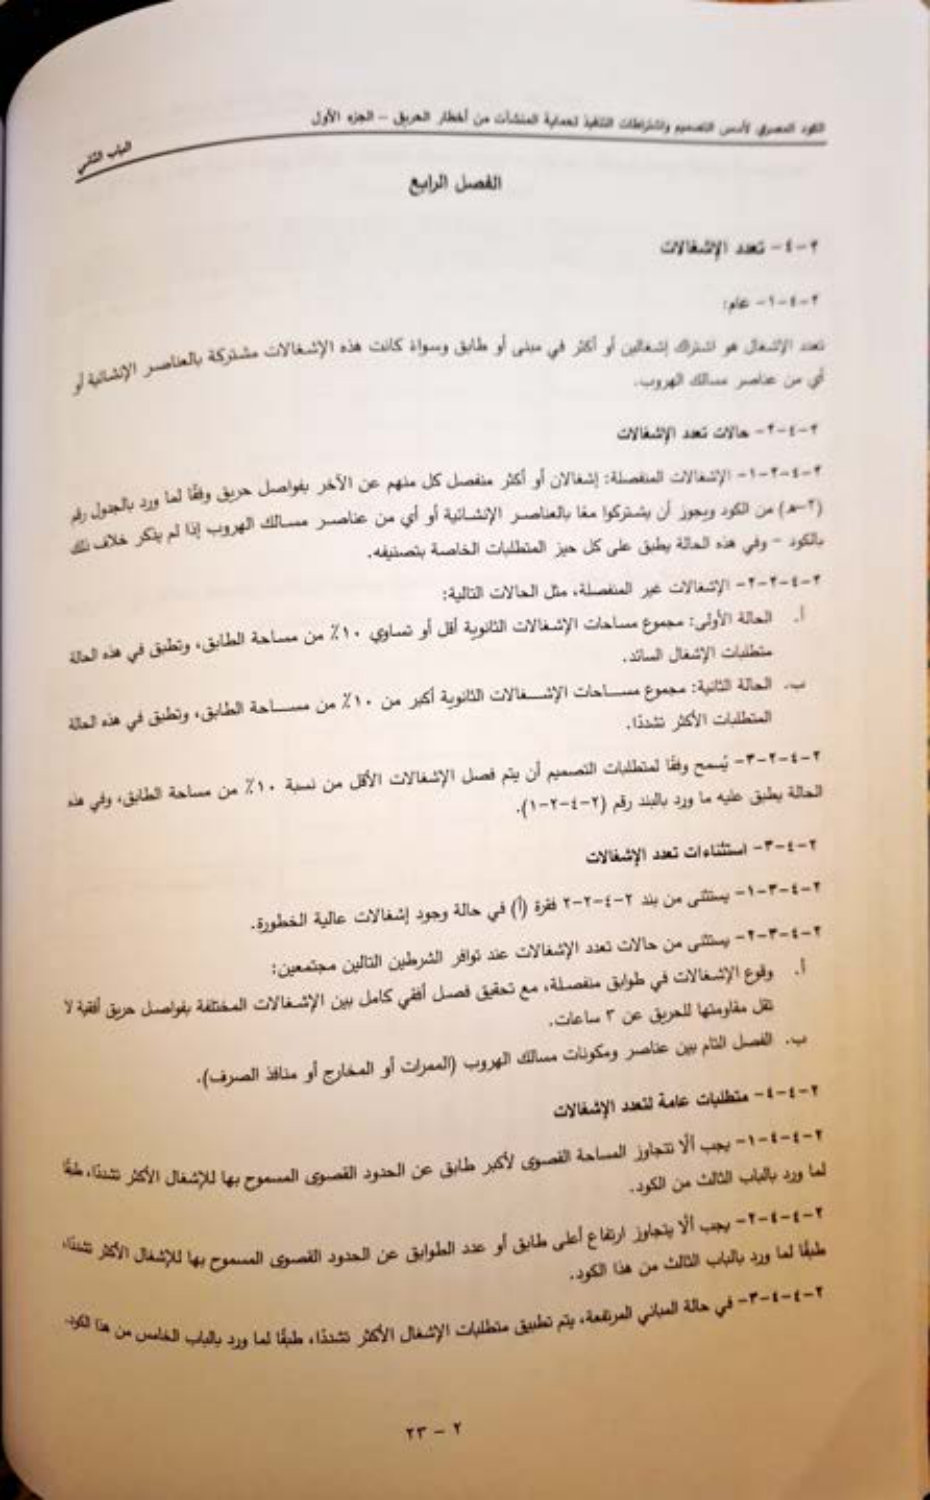 الكود المصري لأسس التصميم واشتراطات التنفيذ لحماية المنشآت من أخطار الحريق – الجزء الأول
الباب الثاني
الفصل الرابع
٢-٤- تعدد الإشغالات
٢-٤-١- عام:
تعدد الإشغال هو اشتراك إشغالين أو أكثر في مبنى أو طابق وسواءً كانت هذه الإشغالات مشتركة بالعناصر الإنشائية أو
أي من عناصر مسالك الهروب.
٢-٤-٢- حالات تعدد الإشغالات
٢-٤-٢-١- الإشغالات المنفصلة: إشغالان أو أكثر منفصل كل منهم عن الآخر بفواصل حريق وفقًا لما ورد بالجدول رقم
(٢-هـ) من الكود ويجوز أن يشتركوا معًا بالعناصر الإنشائية أو أي من عناصر مسالك الهروب إذا لم يذكر خلاف ذلك
بالكود - وفي هذه الحالة يطبق على كل حيز المتطلبات الخاصة بتصنيفه.
٢-٤-٢-٢- الإشغالات غير المنفصلة، مثل الحالات التالية:
أ. الحالة الأولى: مجموع مساحات الإشغالات الثانوية أقل أو تساوي ١٠٪ من مساحة الطابق، وتطبق في هذه الحالة
متطلبات الإشغال السائد.
ب. الحالة الثانية: مجموع مساحات الإشغالات الثانوية أكبر من ١٠٪ من مساحة الطابق، وتطبق في هذه الحالة
المتطلبات الأكثر تشددًا.
٢-٤-٢-٣- يُسمح وفقًا لمتطلبات التصميم أن يتم فصل الإشغالات الأقل من نسبة ١٠٪ من مساحة الطابق، وفي هذه
الحالة يطبق عليه ما ورد بالبند رقم (٢-٤-٢-١).
٢-٤-٣- استثناءات تعدد الإشغالات
٢-٤-٣-١- يستثنى من بند ٢-٤-٢-٢ فقرة (أ) في حالة وجود إشغالات عالية الخطورة.
٢-٤-٣-٢- يستثنى من حالات تعدد الإشغالات عند توافر الشرطين التالين مجتمعين:
أ. وقوع الإشغالات في طوابق منفصلة، مع تحقيق فصل أفقي كامل بين الإشغالات المختلفة بفواصل حريق أفقية لا
تقل مقاومتها للحريق عن ٣ ساعات.
ب. الفصل التام بين عناصر ومكونات مسالك الهروب (الممرات أو المخارج أو منافذ الصرف).
٢-٤-٤- متطلبات عامة لتعدد الإشغالات
٢-٤-٤-١- يجب ألّا تتجاوز المساحة القصوى لأكبر طابق عن الحدود القصوى المسموح بها للإشغال الأكثر تشددًا، طبقًا
لما ورد بالباب الثالث من الكود.
٢-٤-٤-٢- يجب ألّا يتجاوز ارتفاع أعلى طابق أو عدد الطوابق عن الحدود القصوى المسموح بها للإشغال الأكثر تشددًا،
طبقًا لما ورد بالباب الثالث من هذا الكود.
٢-٤-٤-٣- في حالة المباني المرتفعة، يتم تطبيق متطلبات الإشغال الأكثر تشددًا، طبقًا لما ورد بالباب الخامس من هذا الكود.
٢ – ٢٣